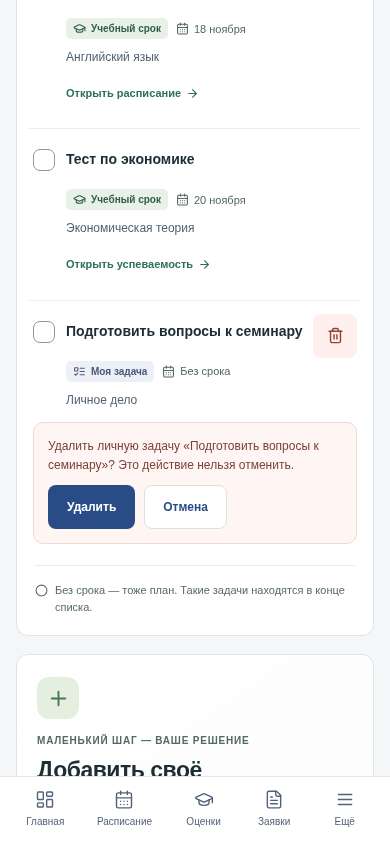 Учебный срок 18 ноября
Английский язык
Открыть расписание →
Тест по экономике
Учебный срок 20 ноября
Экономическая теория
Открыть успеваемость →
Подготовить вопросы к семинару
Моя задача Без срока
Личное дело
Удалить личную задачу «Подготовить вопросы к
семинару»? Это действие нельзя отменить.
Удалить Отмена
Без срока — тоже план. Такие задачи находятся в конце
списка.
МАЛЕНЬКИЙ ШАГ — ВАШЕ РЕШЕНИЕ
Добавить своё
Главная Расписание Оценки Заявки Ещё